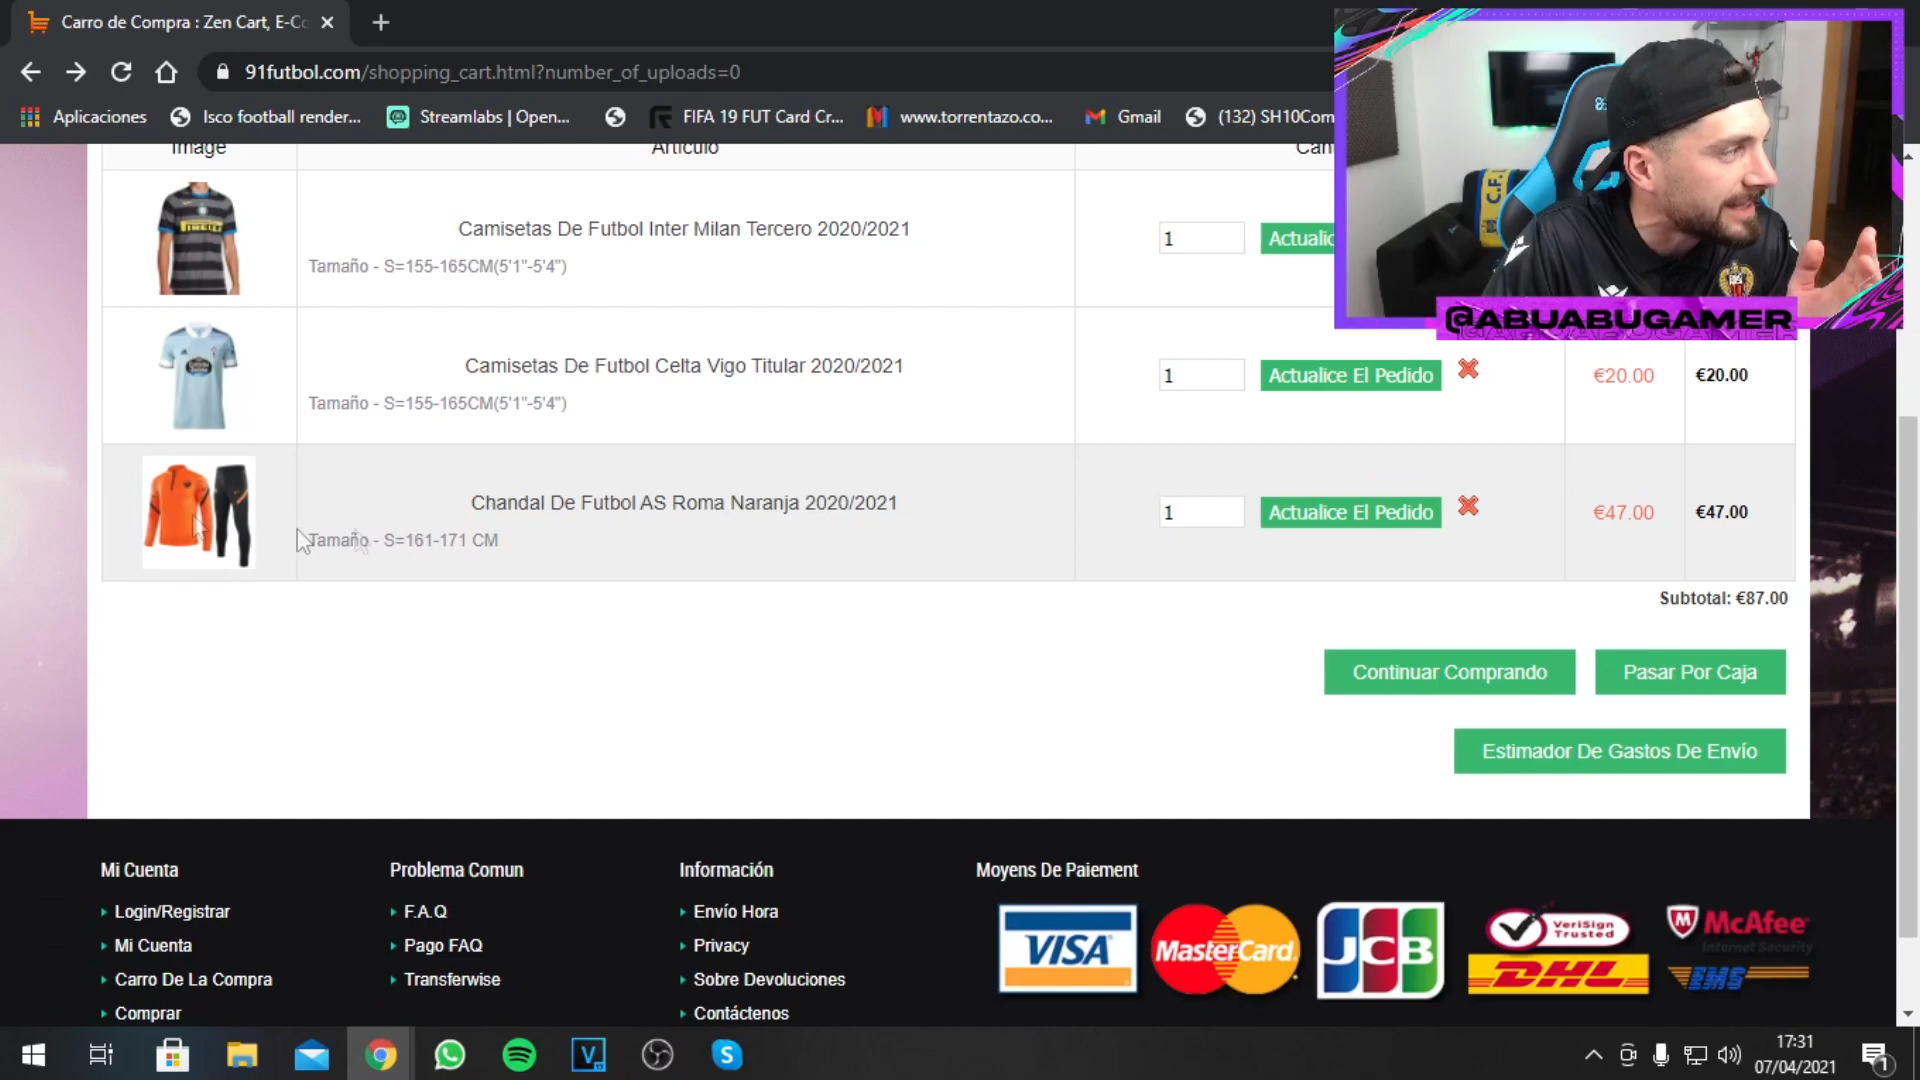 Carro de Compra : Zen Cart, E-Co
91futbol.com/shopping_cart.html?number_of_uploads=0
Aplicaciones
Isco football render...
Streamlabs | Open...
FIFA 19 FUT Card Cr...
www.torrentazo.co...
Gmail
(132) SH10Com
Image
Artículo
Can
Camisetas De Futbol Inter Milan Tercero 2020/2021
Tamaño - S=155-165CM(5'1"-5'4")
1
Actualic
C.F.
@ABUABUGAMER
PIRELLI
Camisetas De Futbol Celta Vigo Titular 2020/2021
Tamaño - S=155-165CM(5'1"-5'4")
1
Actualice El Pedido
€20.00
€20.00
Chandal De Futbol AS Roma Naranja 2020/2021
Tamaño - S=161-171 CM
1
Actualice El Pedido
€47.00
€47.00
Subtotal: €87.00
Continuar Comprando
Pasar Por Caja
Estimador De Gastos De Envío
Mi Cuenta
Login/Registrar
Mi Cuenta
Carro De La Compra
Comprar
Problema Comun
F.A.Q
Pago FAQ
Transferwise
Información
Envío Hora
Privacy
Sobre Devoluciones
Contáctenos
Moyens De Paiement
VISA
MasterCard
JCB
VeriSign
Trusted
DHL
McAfee
Internet Security
EMS
17:31
07/04/2021
1